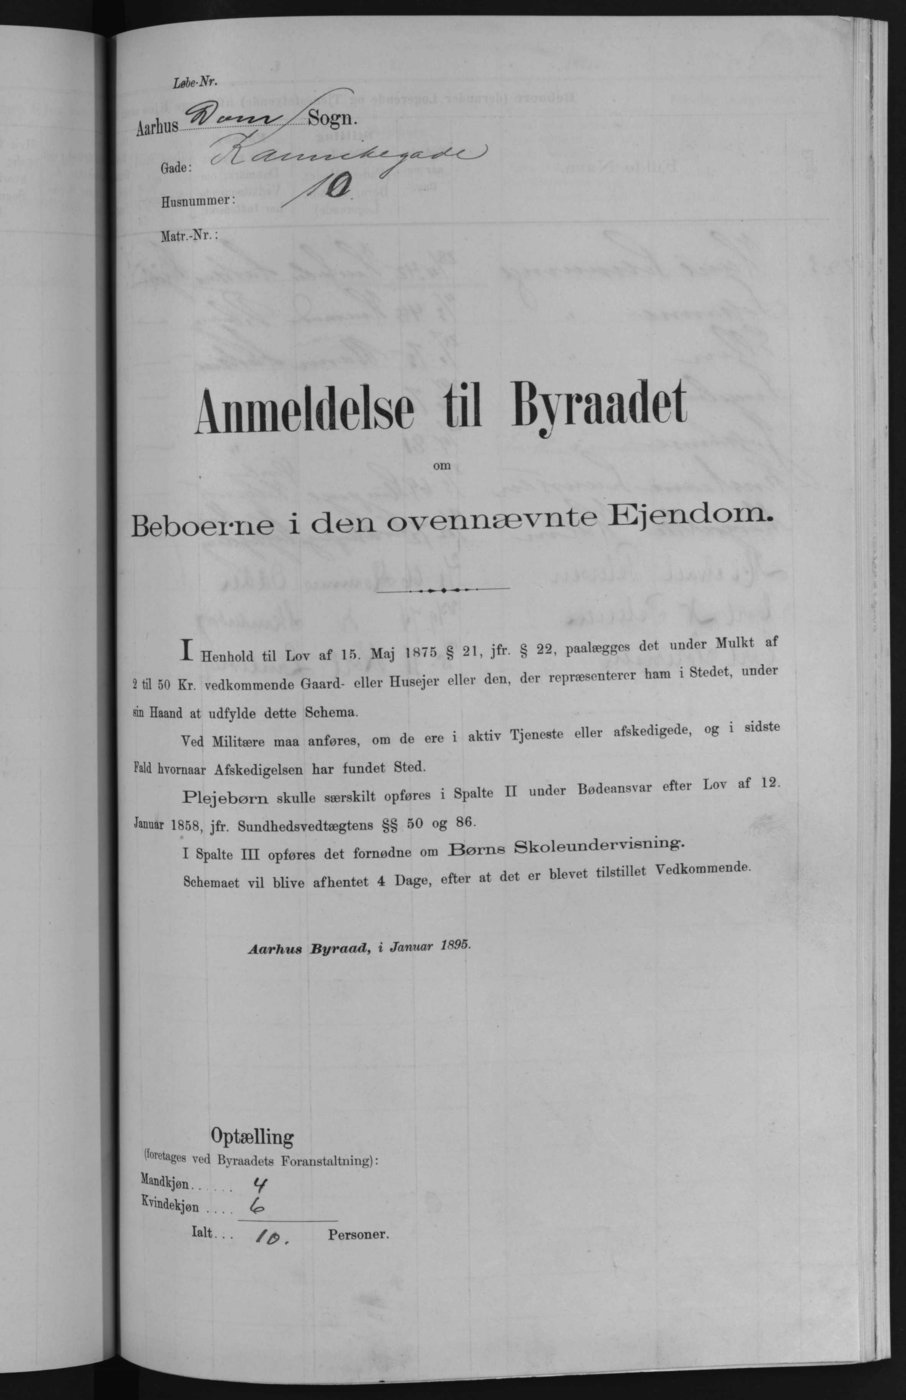 Løbe-Nr.
Aarhus Dom Sogn.
Gade: Kannikegade
Husnummer: 10
Matr.-Nr.:
Anmeldelse til Byraadet
om
Beboerne i den ovennævnte Ejendom.
I Henhold til Lov af 15. Maj 1875 § 21, jfr. § 22, paalægges det under Mulkt af
2 til 50 Kr. vedkommende Gaard- eller Husejer eller den, der repræsenterer ham i Stedet, under
sin Haand at udfylde dette Schema.
Ved Militære maa anføres, om de ere i aktiv Tjeneste eller afskedigede, og i sidste
Fald hvornaar Afskedigelsen har fundet Sted.
Plejebørn skulle særskilt opføres i Spalte II under Bødeansvar efter Lov af 12.
Januar 1858, jfr. Sundhedsvedtægtens §§ 50 og 86.
I Spalte III opføres det fornødne om Børns Skoleundervisning.
Schemaet vil blive afhentet 4 Dage, efter at det er blevet tilstillet Vedkommende.
Aarhus Byraad, i Januar 1895.
Optælling
(foretages ved Byraadets Foranstaltning):
Mandkjøn...... 4
Kvindekjøn .... 6
Ialt... 10. Personer.